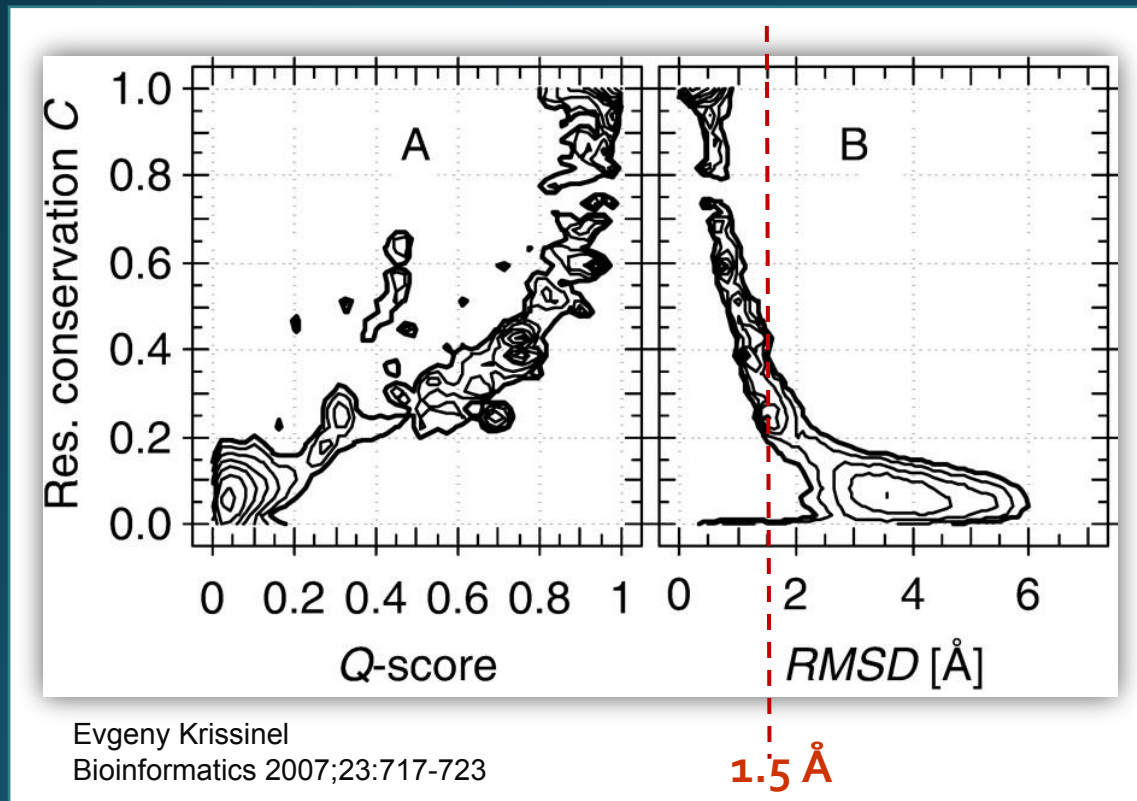 A
B
Res. conservation C
1.0
0.8
0.6
0.4
0.2
0.0
0 0.2 0.4 0.6 0.8 1 0 2 4 6
Q-score RMSD [Å]
Evgeny Krissinel
Bioinformatics 2007;23:717-723
1.5 Å